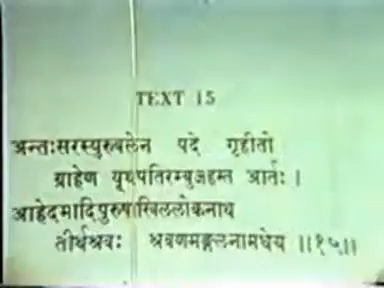 TEXT 15
अन्तःसरस्युरुबलेन पदे गृहीतो
ग्राहेण यूथपतिरम्बुजहस्त आर्तः ।
आहेदमादिपुरुषाखिललोकनाथ
तीर्थश्रवः श्रवणमङ्गलनामधेय ॥१५॥